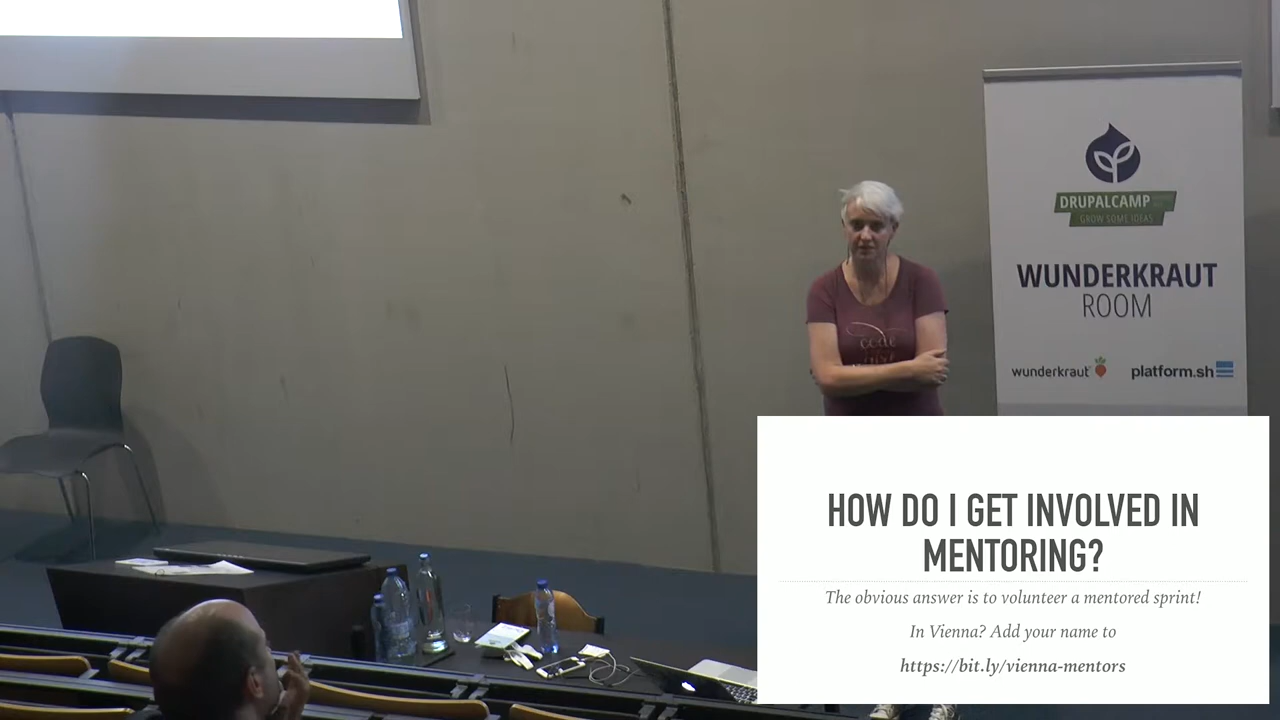 DRUPALCAMP
GROW SOME IDEAS
WUNDERKRAUT
ROOM
wunderkraut
platform.sh
code
HOW DO I GET INVOLVED IN
MENTORING?
The obvious answer is to volunteer a mentored sprint!
In Vienna? Add your name to
https://bit.ly/vienna-mentors